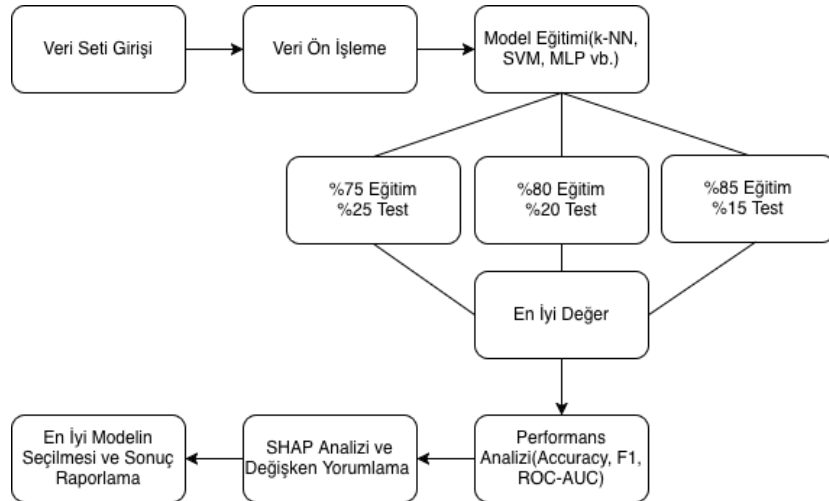 Veri Seti Girişi
Veri Ön İşleme
Model Eğitimi(k-NN,
SVM, MLP vb.)
%75 Eğitim
%25 Test
%80 Eğitim
%20 Test
%85 Eğitim
%15 Test
En İyi Değer
Performans
Analizi(Accuracy, F1,
ROC-AUC)
SHAP Analizi ve
Değişken Yorumlama
En İyi Modelin
Seçilmesi ve Sonuç
Raporlama